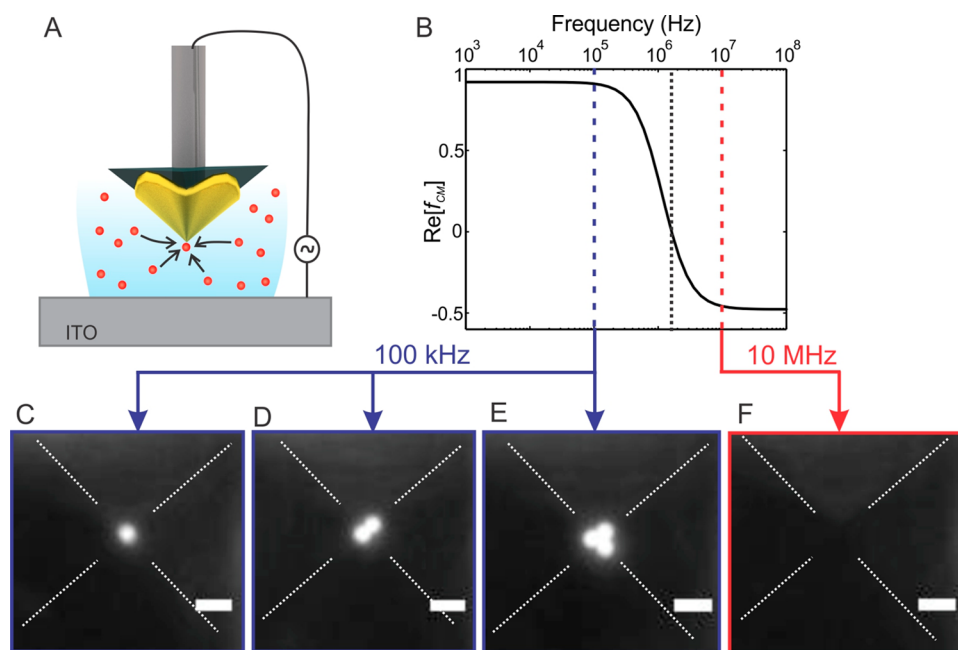 A
B
Frequency (Hz)
10³ 10⁴ 10⁵ 10⁶ 10⁷ 10⁸
1
0.5
0
-0.5
Re[f_CM]
ITO
100 kHz
10 MHz
C
D
E
F